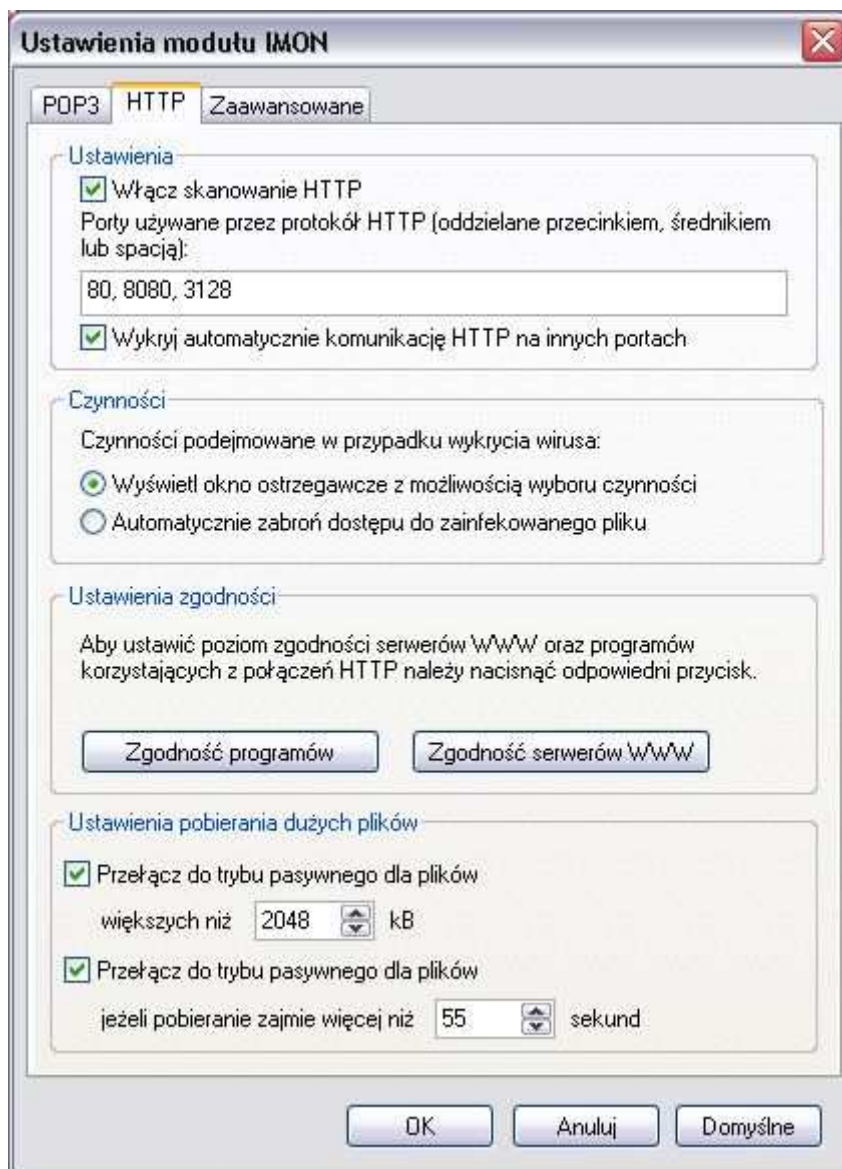 Ustawienia modułu IMON
POP3 HTTP Zaawansowane
Ustawienia
Włącz skanowanie HTTP
Porty używane przez protokół HTTP (oddzielane przecinkiem, średnikiem
lub spacją):
80, 8080, 3128
Wykryj automatycznie komunikację HTTP na innych portach
Czynności
Czynności podejmowane w przypadku wykrycia wirusa:
Wyświetl okno ostrzegawcze z możliwością wyboru czynności
Automatycznie zabroń dostępu do zainfekowanego pliku
Ustawienia zgodności
Aby ustawić poziom zgodności serwerów WWW oraz programów
korzystających z połączeń HTTP należy nacisnąć odpowiedni przycisk.
Zgodność programów Zgodność serwerów WWW
Ustawienia pobierania dużych plików
Przełącz do trybu pasywnego dla plików
większych niż 2048 kB
Przełącz do trybu pasywnego dla plików
jeżeli pobieranie zajmie więcej niż 55 sekund
OK Anuluj Domyślne